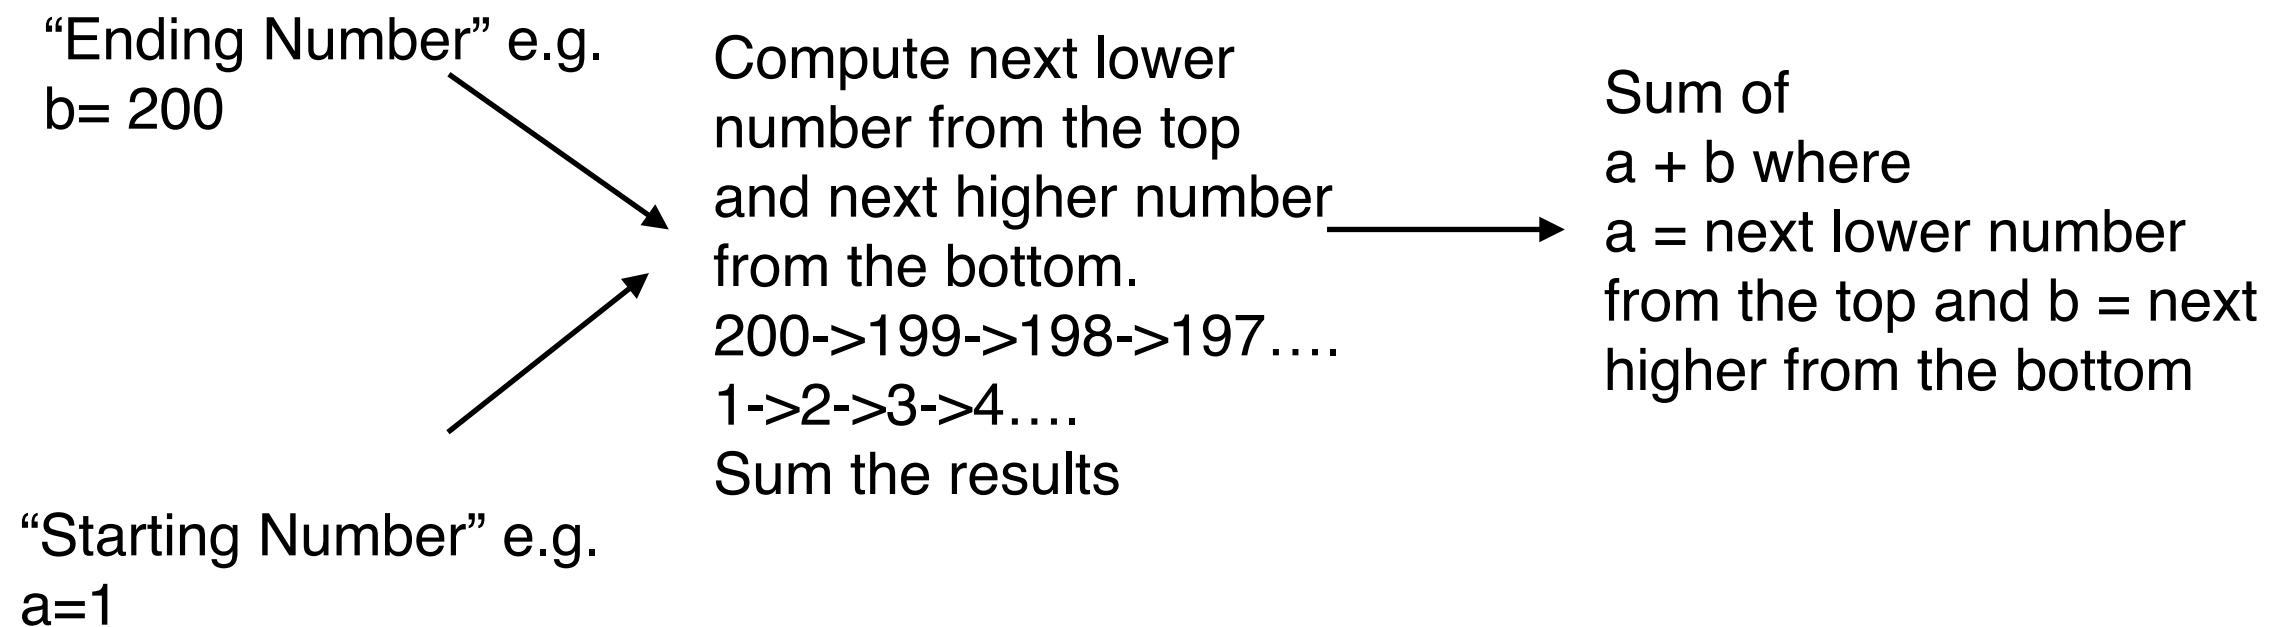 “Ending Number” e.g.
b= 200
“Starting Number” e.g.
a=1
Compute next lower
number from the top
and next higher number
from the bottom.
200->199->198->197….
1->2->3->4….
Sum the results
Sum of
a + b where
a = next lower number
from the top and b = next
higher from the bottom